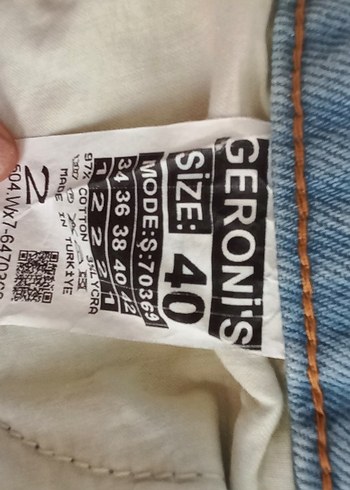 GERONi'S
SiZE: 40
MODE:S:70369
34 36 38 40 42
1 2 2 2 1
97% COTTON 3% LYCRA
MADE IN TURKIYE
2